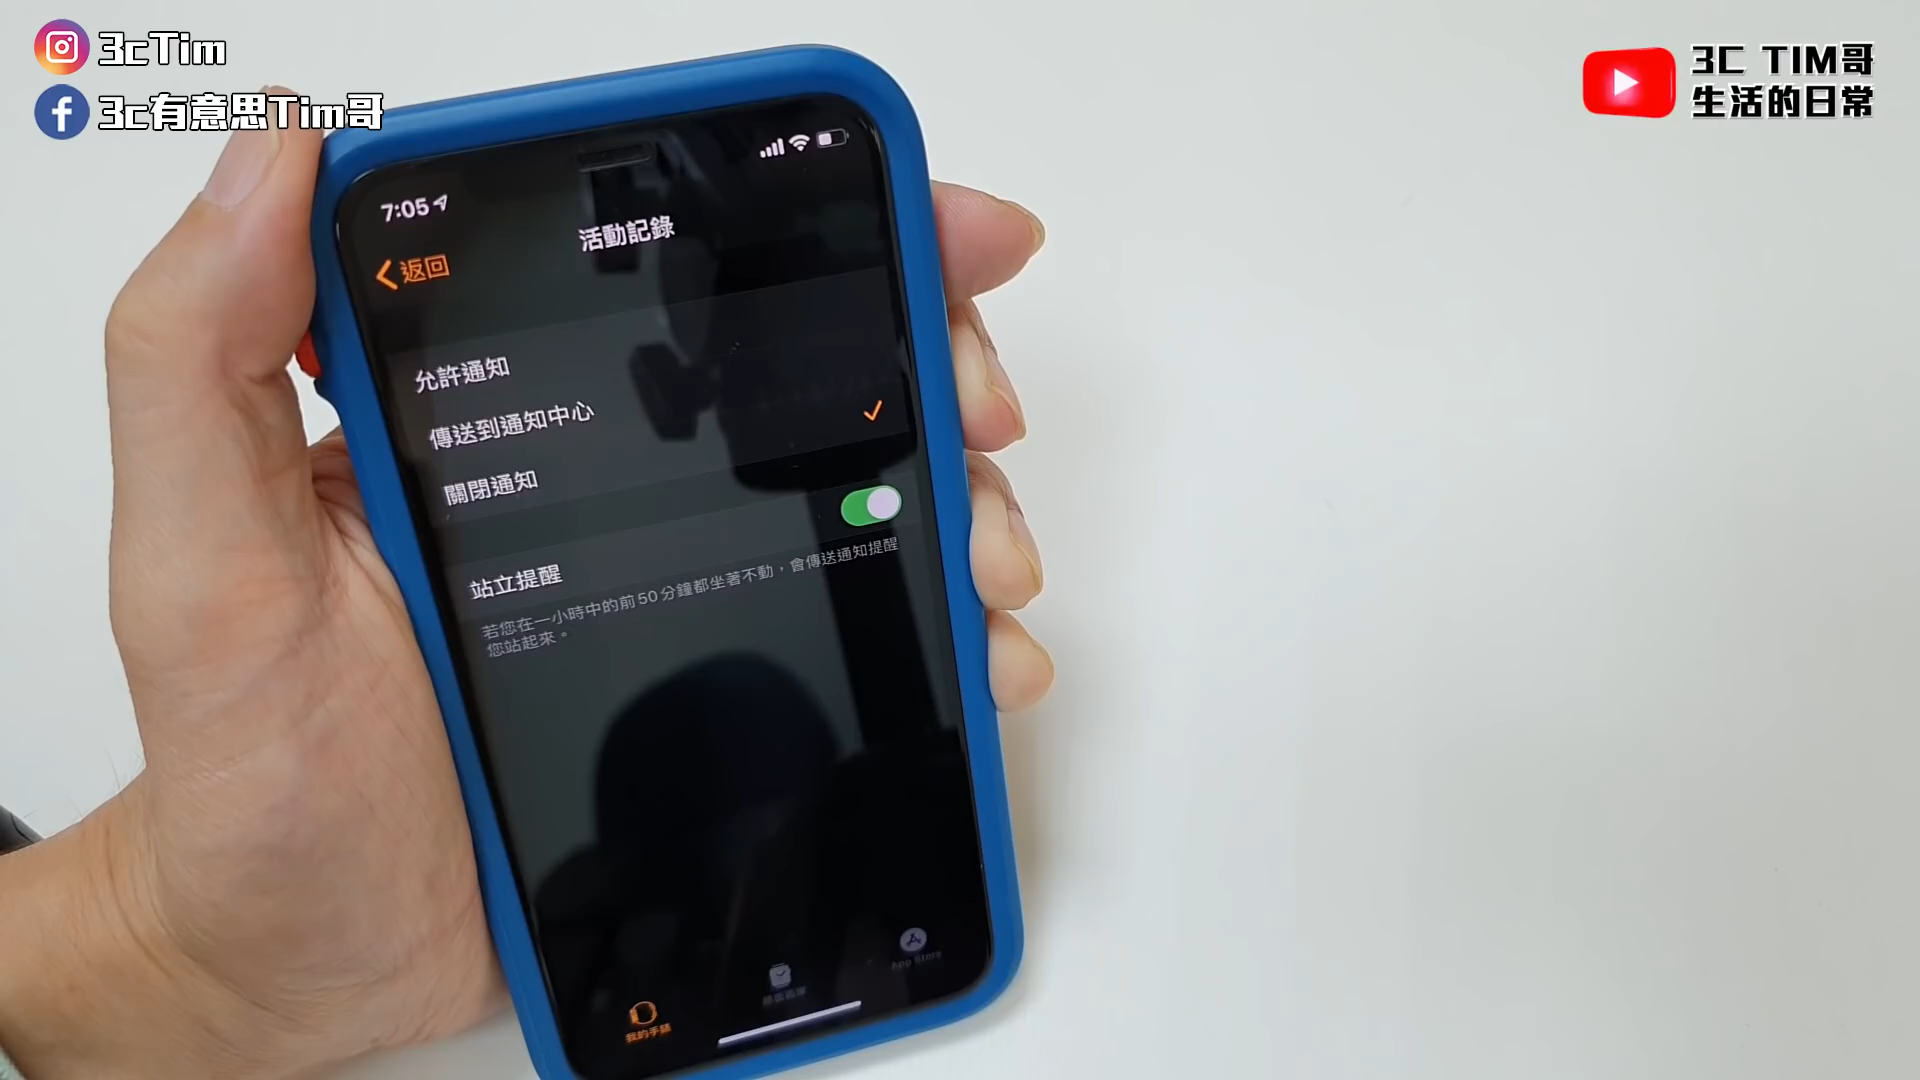 3cTim
3c有意思Tim哥
3C TIM哥
生活的日常
7:05
活動記錄
返回
允許通知
傳送到通知中心
關閉通知
站立提醒
若您在一小時中的前50分鐘都坐著不動，會傳送通知提醒
您站起來。
我的手錶
App Store